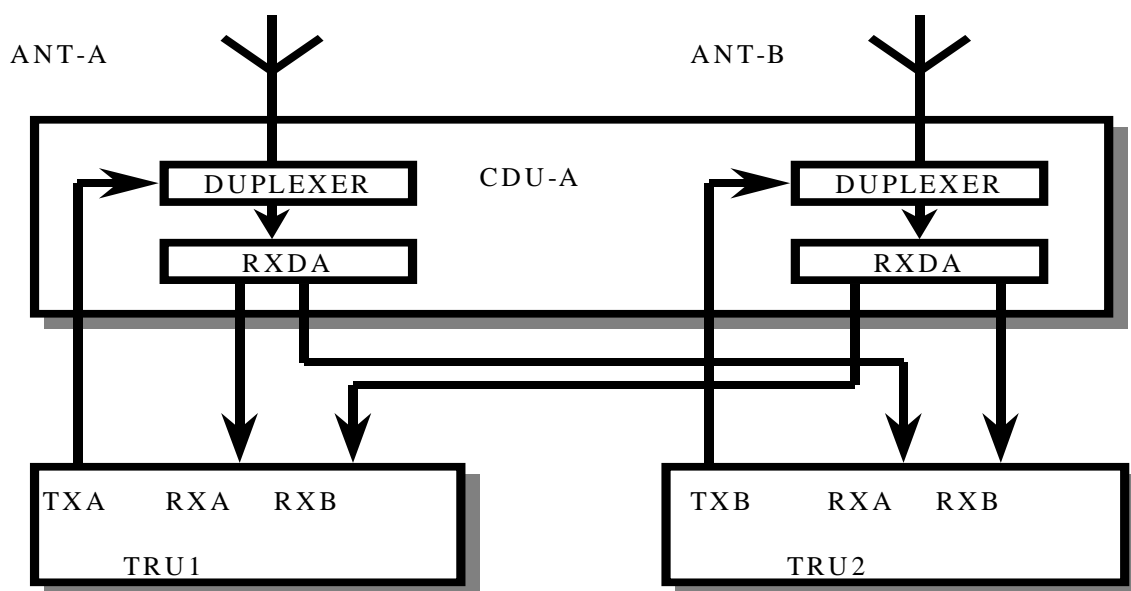 ANT-A
ANT-B
CDU-A
DUPLEXER
DUPLEXER
RXDA
RXDA
TXA RXA RXB
TXB RXA RXB
TRU1
TRU2